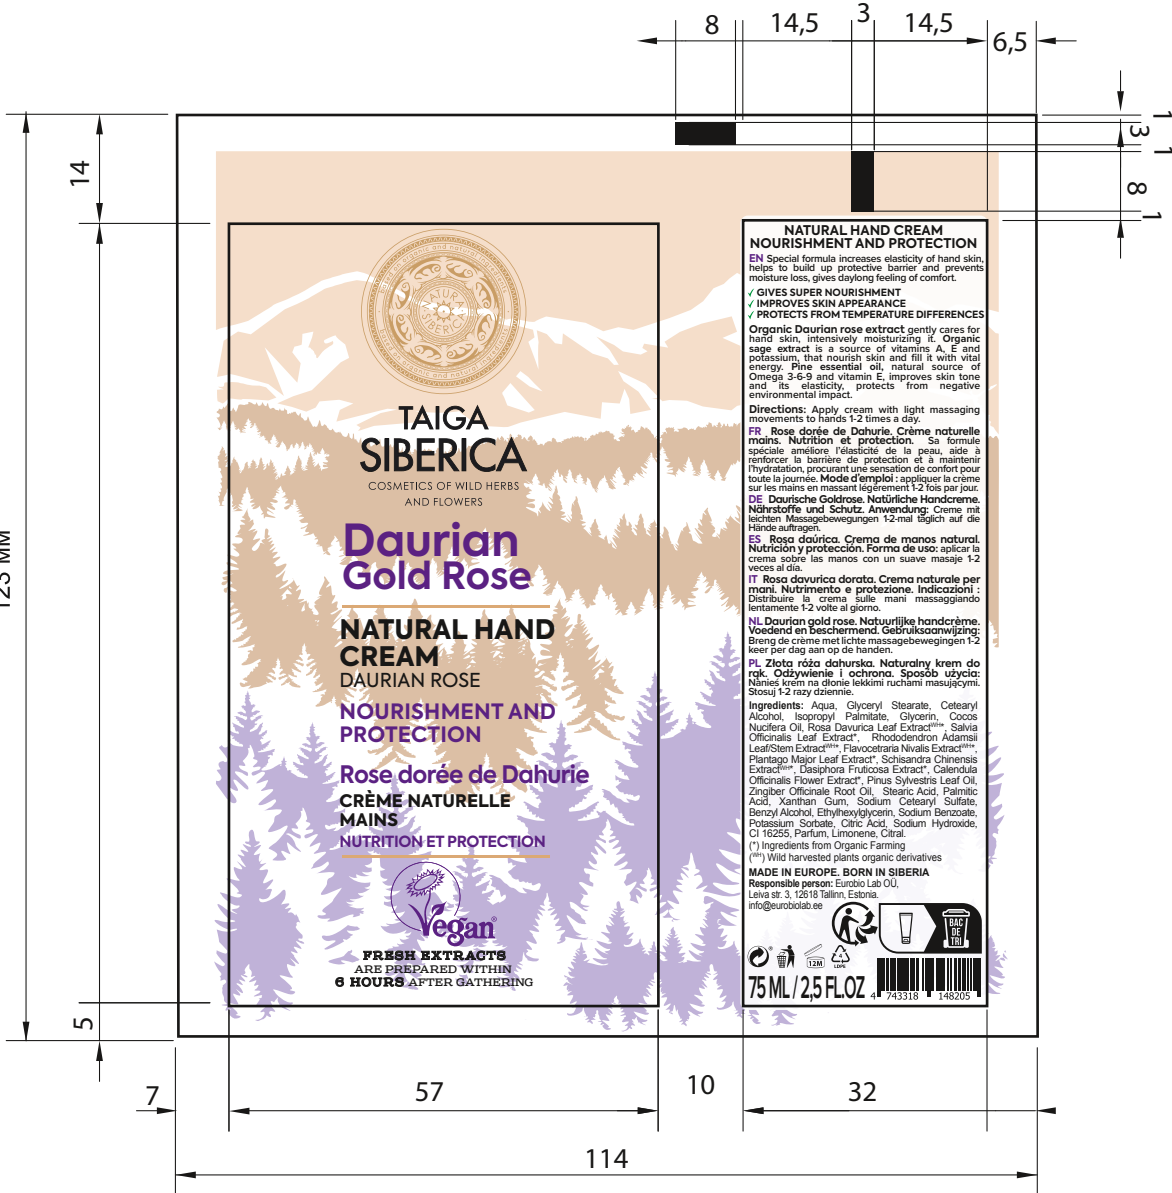 8
14,5
3
14,5
6,5
1
3
1
8
1
14
5
7
57
10
32
114
NATURA
SIBERICA
TAIGA
SIBERICA
COSMETICS OF WILD HERBS
AND FLOWERS
Daurian
Gold Rose
NATURAL HAND
CREAM
DAURIAN ROSE
NOURISHMENT AND
PROTECTION
Rose dorée de Dahurie
CRÈME NATURELLE
MAINS
NUTRITION ET PROTECTION
Vegan®
FRESH EXTRACTS
ARE PREPARED WITHIN
6 HOURS AFTER GATHERING
NATURAL HAND CREAM
NOURISHMENT AND PROTECTION
EN Special formula increases elasticity of hand skin,
helps to build up protective barrier and prevents
moisture loss, gives daylong feeling of comfort.
✓ GIVES SUPER NOURISHMENT
✓ IMPROVES SKIN APPEARANCE
✓ PROTECTS FROM TEMPERATURE DIFFERENCES
Organic Daurian rose extract gently cares for
hand skin, intensively moisturizing it. Organic
sage extract is a source of vitamins A, E and
potassium, that nourish skin and fill it with vital
energy. Pine essential oil, natural source of
Omega 3-6-9 and vitamin E, improves skin tone
and its elasticity, protects from negative
environmental impact.
Directions: Apply cream with light massaging
movements to hands 1-2 times a day.
FR Rose dorée de Dahurie. Crème naturelle
mains. Nutrition et protection. Sa formule
spéciale améliore l'élasticité de la peau, aide à
renforcer la barrière de protection et à maintenir
l'hydratation, procurant une sensation de confort pour
toute la journée. Mode d'emploi : appliquer la crème
sur les mains en massant légèrement 1-2 fois par jour.
DE Daurische Goldrose. Natürliche Handcreme.
Nährstoffe und Schutz. Anwendung: Creme mit
leichten Massagebewegungen 1-2-mal täglich auf die
Hände auftragen.
ES Rosa daúrica. Crema de manos natural.
Nutrición y protección. Forma de uso: aplicar la
crema sobre las manos con un suave masaje 1-2
veces al día.
IT Rosa davurica dorata. Crema naturale per
mani. Nutrimento e protezione. Indicazioni :
Distribuire la crema sulle mani massaggiando
lentamente 1-2 volte al giorno.
NL Daurian gold rose. Natuurlijke handcrème.
Voedend en beschermend. Gebruiksaanwijzing:
Breng de crème met lichte massagebewegingen 1-2
keer per dag aan op de handen.
PL Złota róża dahurska. Naturalny krem do
rąk. Odżywienie i ochrona. Sposób użycia:
Nanieś krem na dłonie lekkimi ruchami masującymi.
Stosuj 1-2 razy dziennie.
Ingredients: Aqua, Glyceryl Stearate, Cetearyl
Alcohol, Isopropyl Palmitate, Glycerin, Cocos
Nucifera Oil, Rosa Davurica Leaf Extract(WH)*, Salvia
Officinalis Leaf Extract*, Rhododendron Adamsii
Leaf/Stem Extract(WH)*, Flavocetraria Nivalis Extract(WH)*,
Plantago Major Leaf Extract*, Schisandra Chinensis
Extract(WH)*, Dasiphora Fruticosa Extract*, Calendula
Officinalis Flower Extract*, Pinus Sylvestris Leaf Oil,
Zingiber Officinale Root Oil, Stearic Acid, Palmitic
Acid, Xanthan Gum, Sodium Cetearyl Sulfate,
Benzyl Alcohol, Ethylhexylglycerin, Sodium Benzoate,
Potassium Sorbate, Citric Acid, Sodium Hydroxide,
CI 16255, Parfum, Limonene, Citral.
(*) Ingredients from Organic Farming
(WH) Wild harvested plants organic derivatives
MADE IN EUROPE. BORN IN SIBERIA
Responsible person: Eurobio Lab OÜ,
Leiva str. 3, 12618 Tallinn, Estonia.
info@eurobiolab.ee
BAC
DE
TRI
12M
4
LDPE
75 ML / 2,5 FL.OZ
4 743318 148205